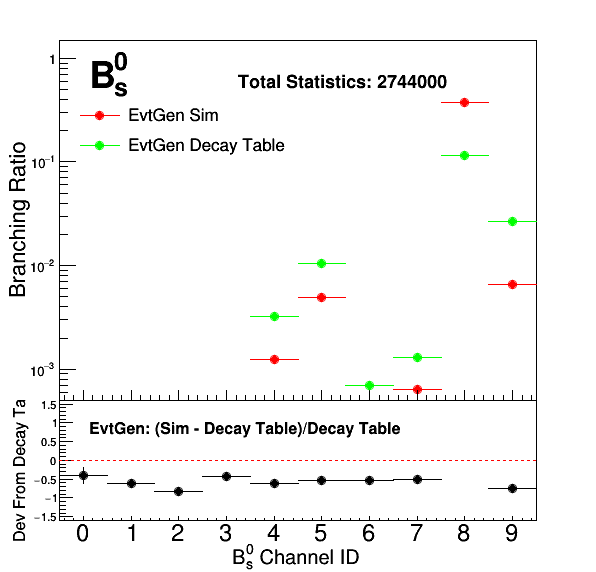 B⁰ₛ
Total Statistics: 2744000
EvtGen Sim
EvtGen Decay Table
Branching Ratio
1
10⁻¹
10⁻²
10⁻³
EvtGen: (Sim - Decay Table)/Decay Table
Dev From Decay Ta
1.5
1
0.5
0
−0.5
−1
−1.5
0 1 2 3 4 5 6 7 8 9
B⁰ₛ Channel ID